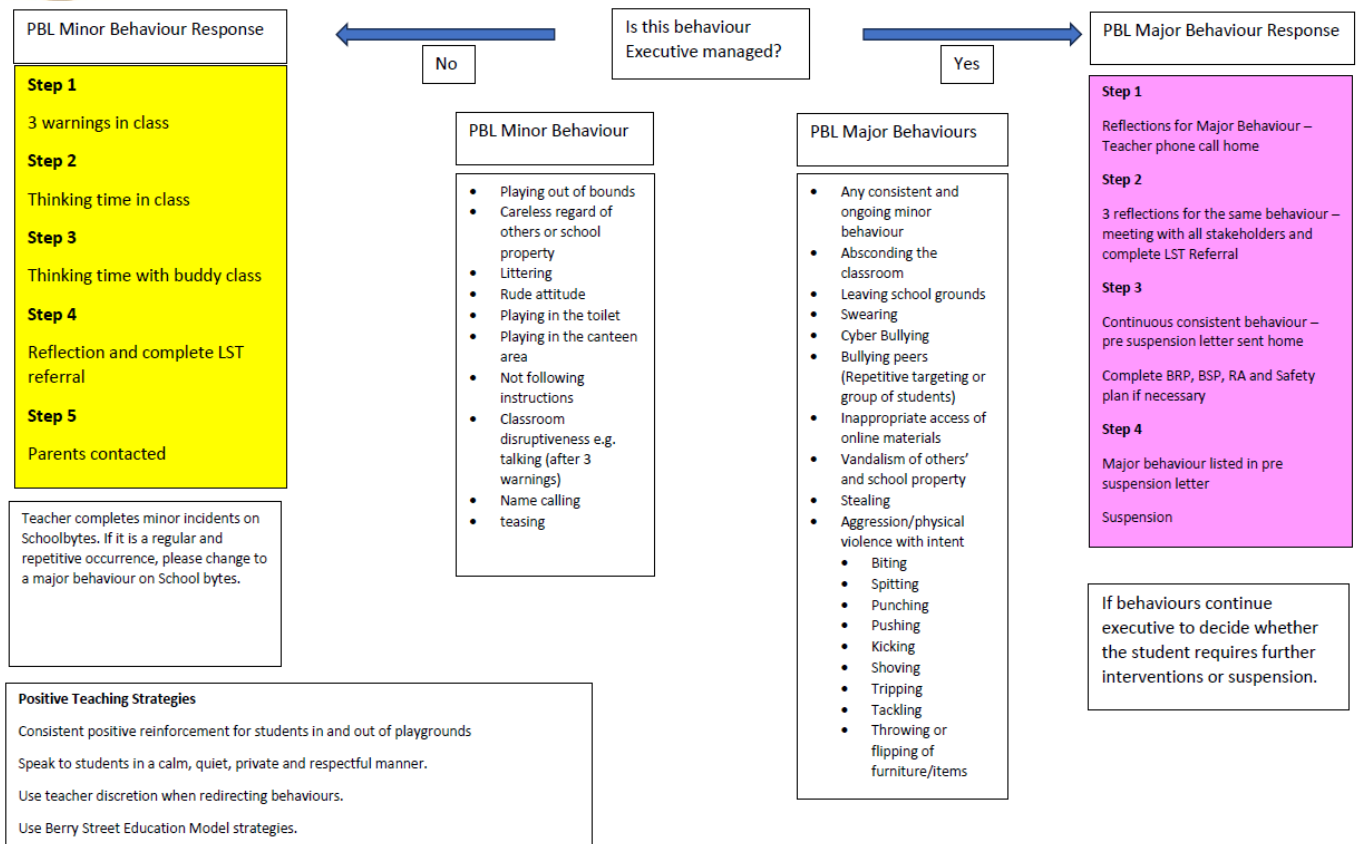 PBL Minor Behaviour Response
Is this behaviour
Executive managed?
PBL Major Behaviour Response
No
Yes
Step 1
3 warnings in class
Step 2
Thinking time in class
Step 3
Thinking time with buddy class
Step 4
Reflection and complete LST
referral
Step 5
Parents contacted
Teacher completes minor incidents on
Schoolbytes. If it is a regular and
repetitive occurrence, please change to
a major behaviour on School bytes.
PBL Minor Behaviour
• Playing out of bounds
• Careless regard of
others or school
property
• Littering
• Rude attitude
• Playing in the toilet
• Playing in the canteen
area
• Not following
instructions
• Classroom
disruptiveness e.g.
talking (after 3
warnings)
• Name calling
• teasing
PBL Major Behaviours
• Any consistent and
ongoing minor
behaviour
• Absconding the
classroom
• Leaving school grounds
• Swearing
• Cyber Bullying
• Bullying peers
(Repetitive targeting or
group of students)
• Inappropriate access of
online materials
• Vandalism of others'
and school property
• Stealing
• Aggression/physical
violence with intent
• Biting
• Spitting
• Punching
• Pushing
• Kicking
• Shoving
• Tripping
• Tackling
• Throwing or
flipping of
furniture/items
Step 1
Reflections for Major Behaviour –
Teacher phone call home
Step 2
3 reflections for the same behaviour –
meeting with all stakeholders and
complete LST Referral
Step 3
Continuous consistent behaviour –
pre suspension letter sent home
Complete BRP, BSP, RA and Safety
plan if necessary
Step 4
Major behaviour listed in pre
suspension letter
Suspension
If behaviours continue
executive to decide whether
the student requires further
interventions or suspension.
Positive Teaching Strategies
Consistent positive reinforcement for students in and out of playgrounds
Speak to students in a calm, quiet, private and respectful manner.
Use teacher discretion when redirecting behaviours.
Use Berry Street Education Model strategies.